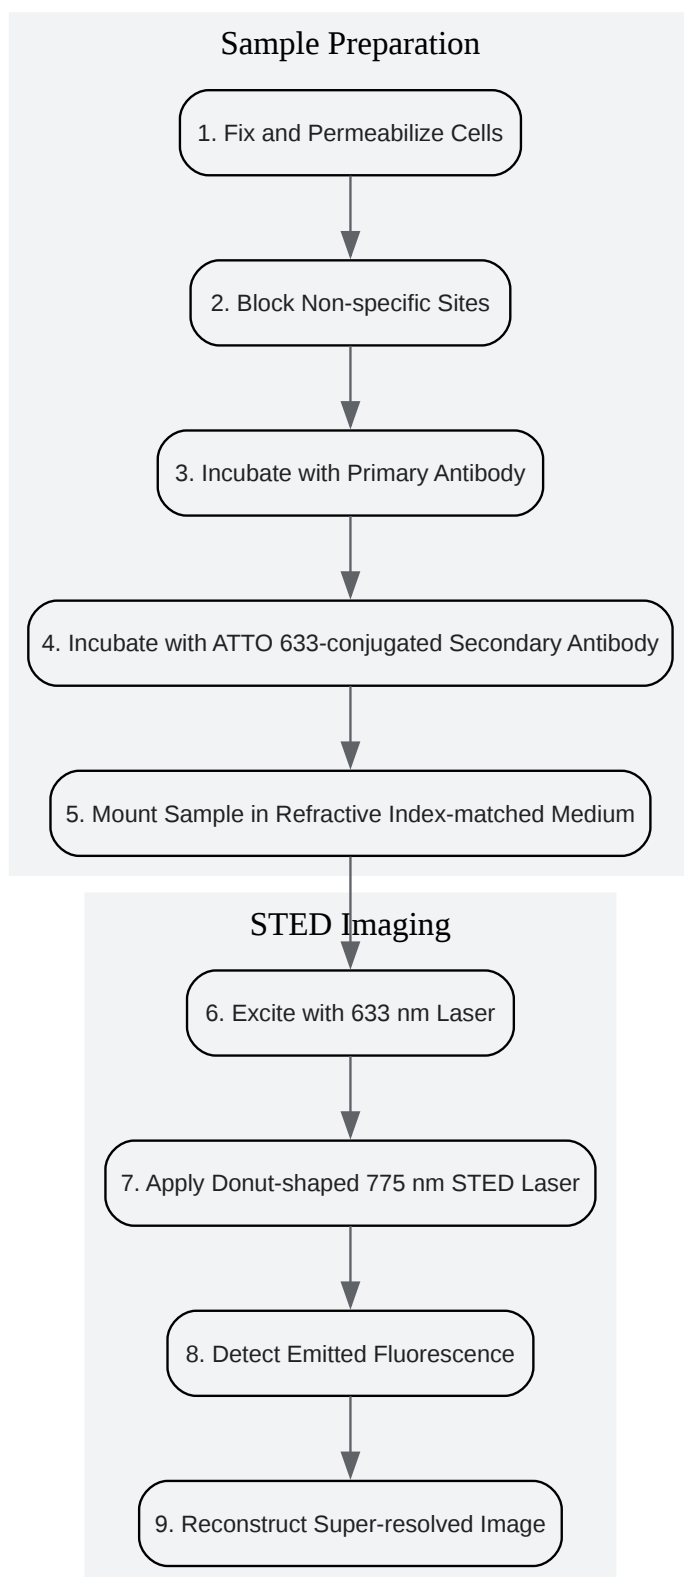 Sample Preparation
1. Fix and Permeabilize Cells
2. Block Non-specific Sites
3. Incubate with Primary Antibody
4. Incubate with ATTO 633-conjugated Secondary Antibody
5. Mount Sample in Refractive Index-matched Medium
STED Imaging
6. Excite with 633 nm Laser
7. Apply Donut-shaped 775 nm STED Laser
8. Detect Emitted Fluorescence
9. Reconstruct Super-resolved Image